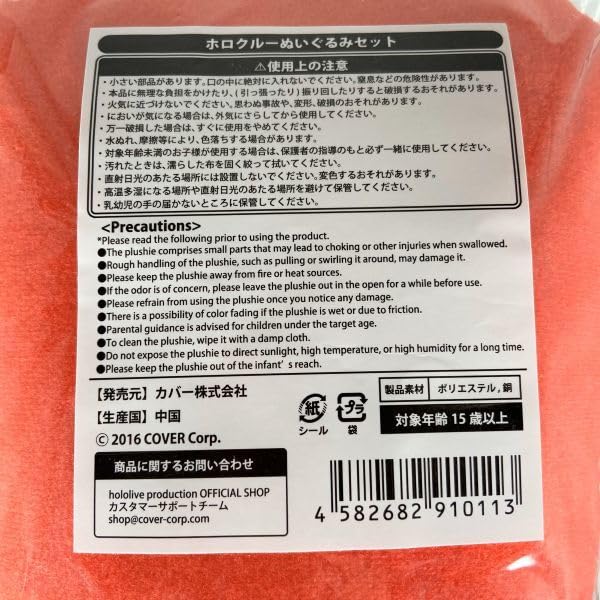 ホロクルーぬいぐるみセット
⚠使用上の注意
・小さい部品があります。口の中に絶対に入れないでください。窒息などの危険性があります。
・本品に無理な負担をかけたり、(引っ張ったり)振り回したりすると破損するおそれがあります。
・火気に近づけないでください。思わぬ事故や、変形、破損のおそれがあります。
・においが気になる場合は、外気にさらしてから使用してください。
・万一破損した場合は、すぐに使用をやめてください。
・水ぬれ、摩擦等により、色落ちする場合があります。
・対象年齢未満のお子様が使用する場合は、保護者の指導のもと必ず一緒に使用してください。
・汚れたときは、濡らした布を固く絞って拭いてください。
・直射日光のあたる場所には設置しないでください。変色するおそれがあります。
・高温多湿になる場所や直射日光のあたる場所を避けて保管してください。
・乳幼児の手の届かないところに保管してください。
<Precautions>
*Please read the following prior to using the product.
●The plushie comprises small parts that may lead to choking or other injuries when swallowed.
●Rough handling of the plushie, such as pulling or swirling it around, may damage it.
●Please keep the plushie away from fire or heat sources.
●If the odor is of concern, please leave the plushie out in the open for a while before use.
●Please refrain from using the plushie once you notice any damage.
●There is a possibility of color fading if the plushie is wet or due to friction.
●Parental guidance is advised for children under the target age.
●To clean the plushie, wipe it with a damp cloth.
●Do not expose the plushie to direct sunlight, high temperature, or high humidity for a long time.
●Please keep the plushie out of the infant's reach.
【発売元】カバー株式会社
【生産国】中国
© 2016 COVER Corp.
紙
シール
プラ
袋
製品素材 ポリエステル,銅
対象年齢15歳以上
商品に関するお問い合わせ
hololive production OFFICIAL SHOP
カスタマーサポートチーム
shop@cover-corp.com
4 582682 910113